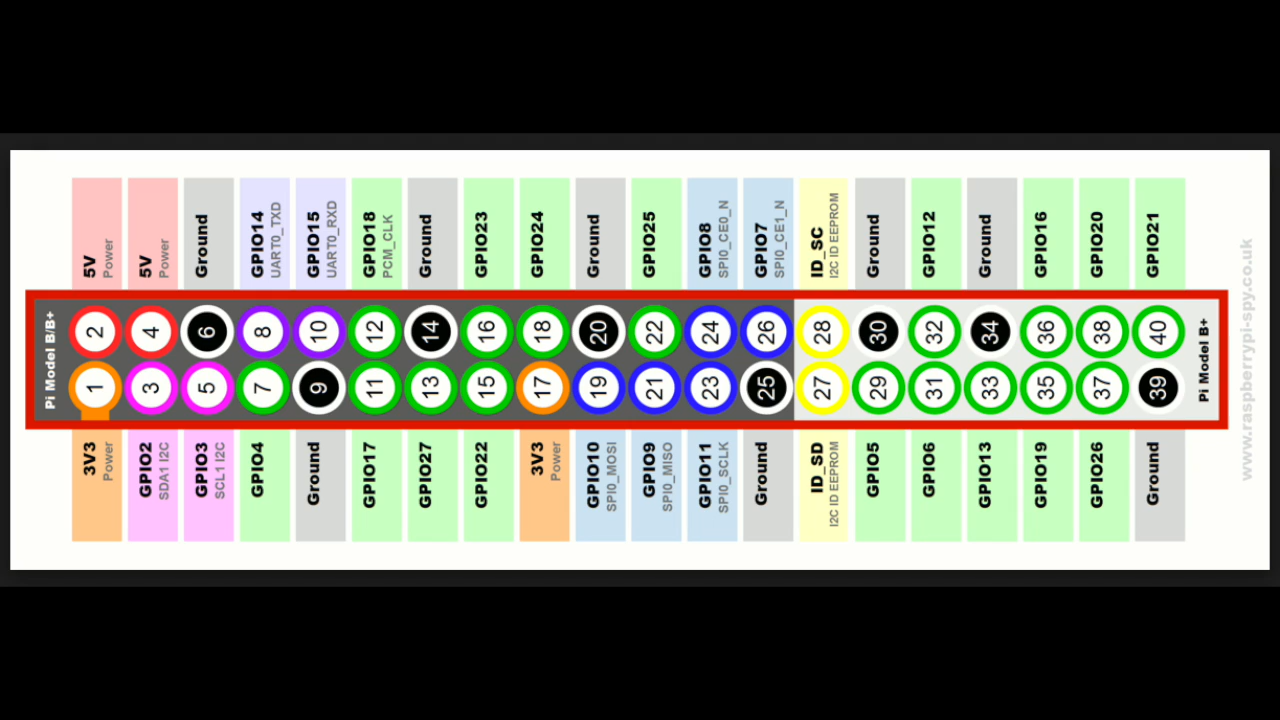 5V
Power
5V
Power
Ground
GPIO14
UART0_TXD
GPIO15
UART0_RXD
GPIO18
PCM_CLK
Ground
GPIO23
GPIO24
Ground
GPIO25
GPIO8
SPI0_CE0_N
GPIO7
SPI0_CE1_N
ID_SC
I2C ID EEPROM
Ground
GPIO12
Ground
GPIO16
GPIO20
GPIO21
Pi Model B/B+
2 4 6 8 10 12 14 16 18 20 22 24 26 28 30 32 34 36 38 40
1 3 5 7 9 11 13 15 17 19 21 23 25 27 29 31 33 35 37 39
Pi Model B+
3V3
Power
GPIO2
SDA1 I2C
GPIO3
SCL1 I2C
GPIO4
Ground
GPIO17
GPIO27
GPIO22
3V3
Power
GPIO10
SPI0_MOSI
GPIO9
SPI0_MISO
GPIO11
SPI0_SCLK
Ground
ID_SD
I2C ID EEPROM
GPIO5
GPIO6
GPIO13
GPIO19
GPIO26
Ground
www.raspberrypi-spy.co.uk